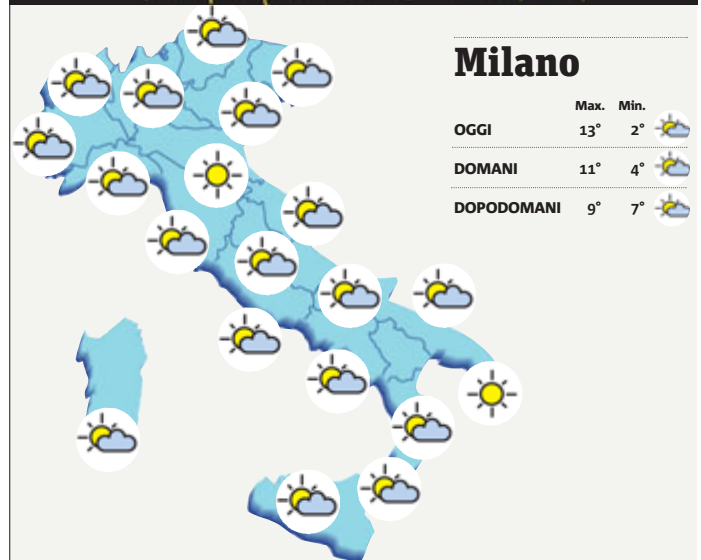 Milano
Max. Min.
OGGI 13° 2°
DOMANI 11° 4°
DOPODOMANI 9° 7°